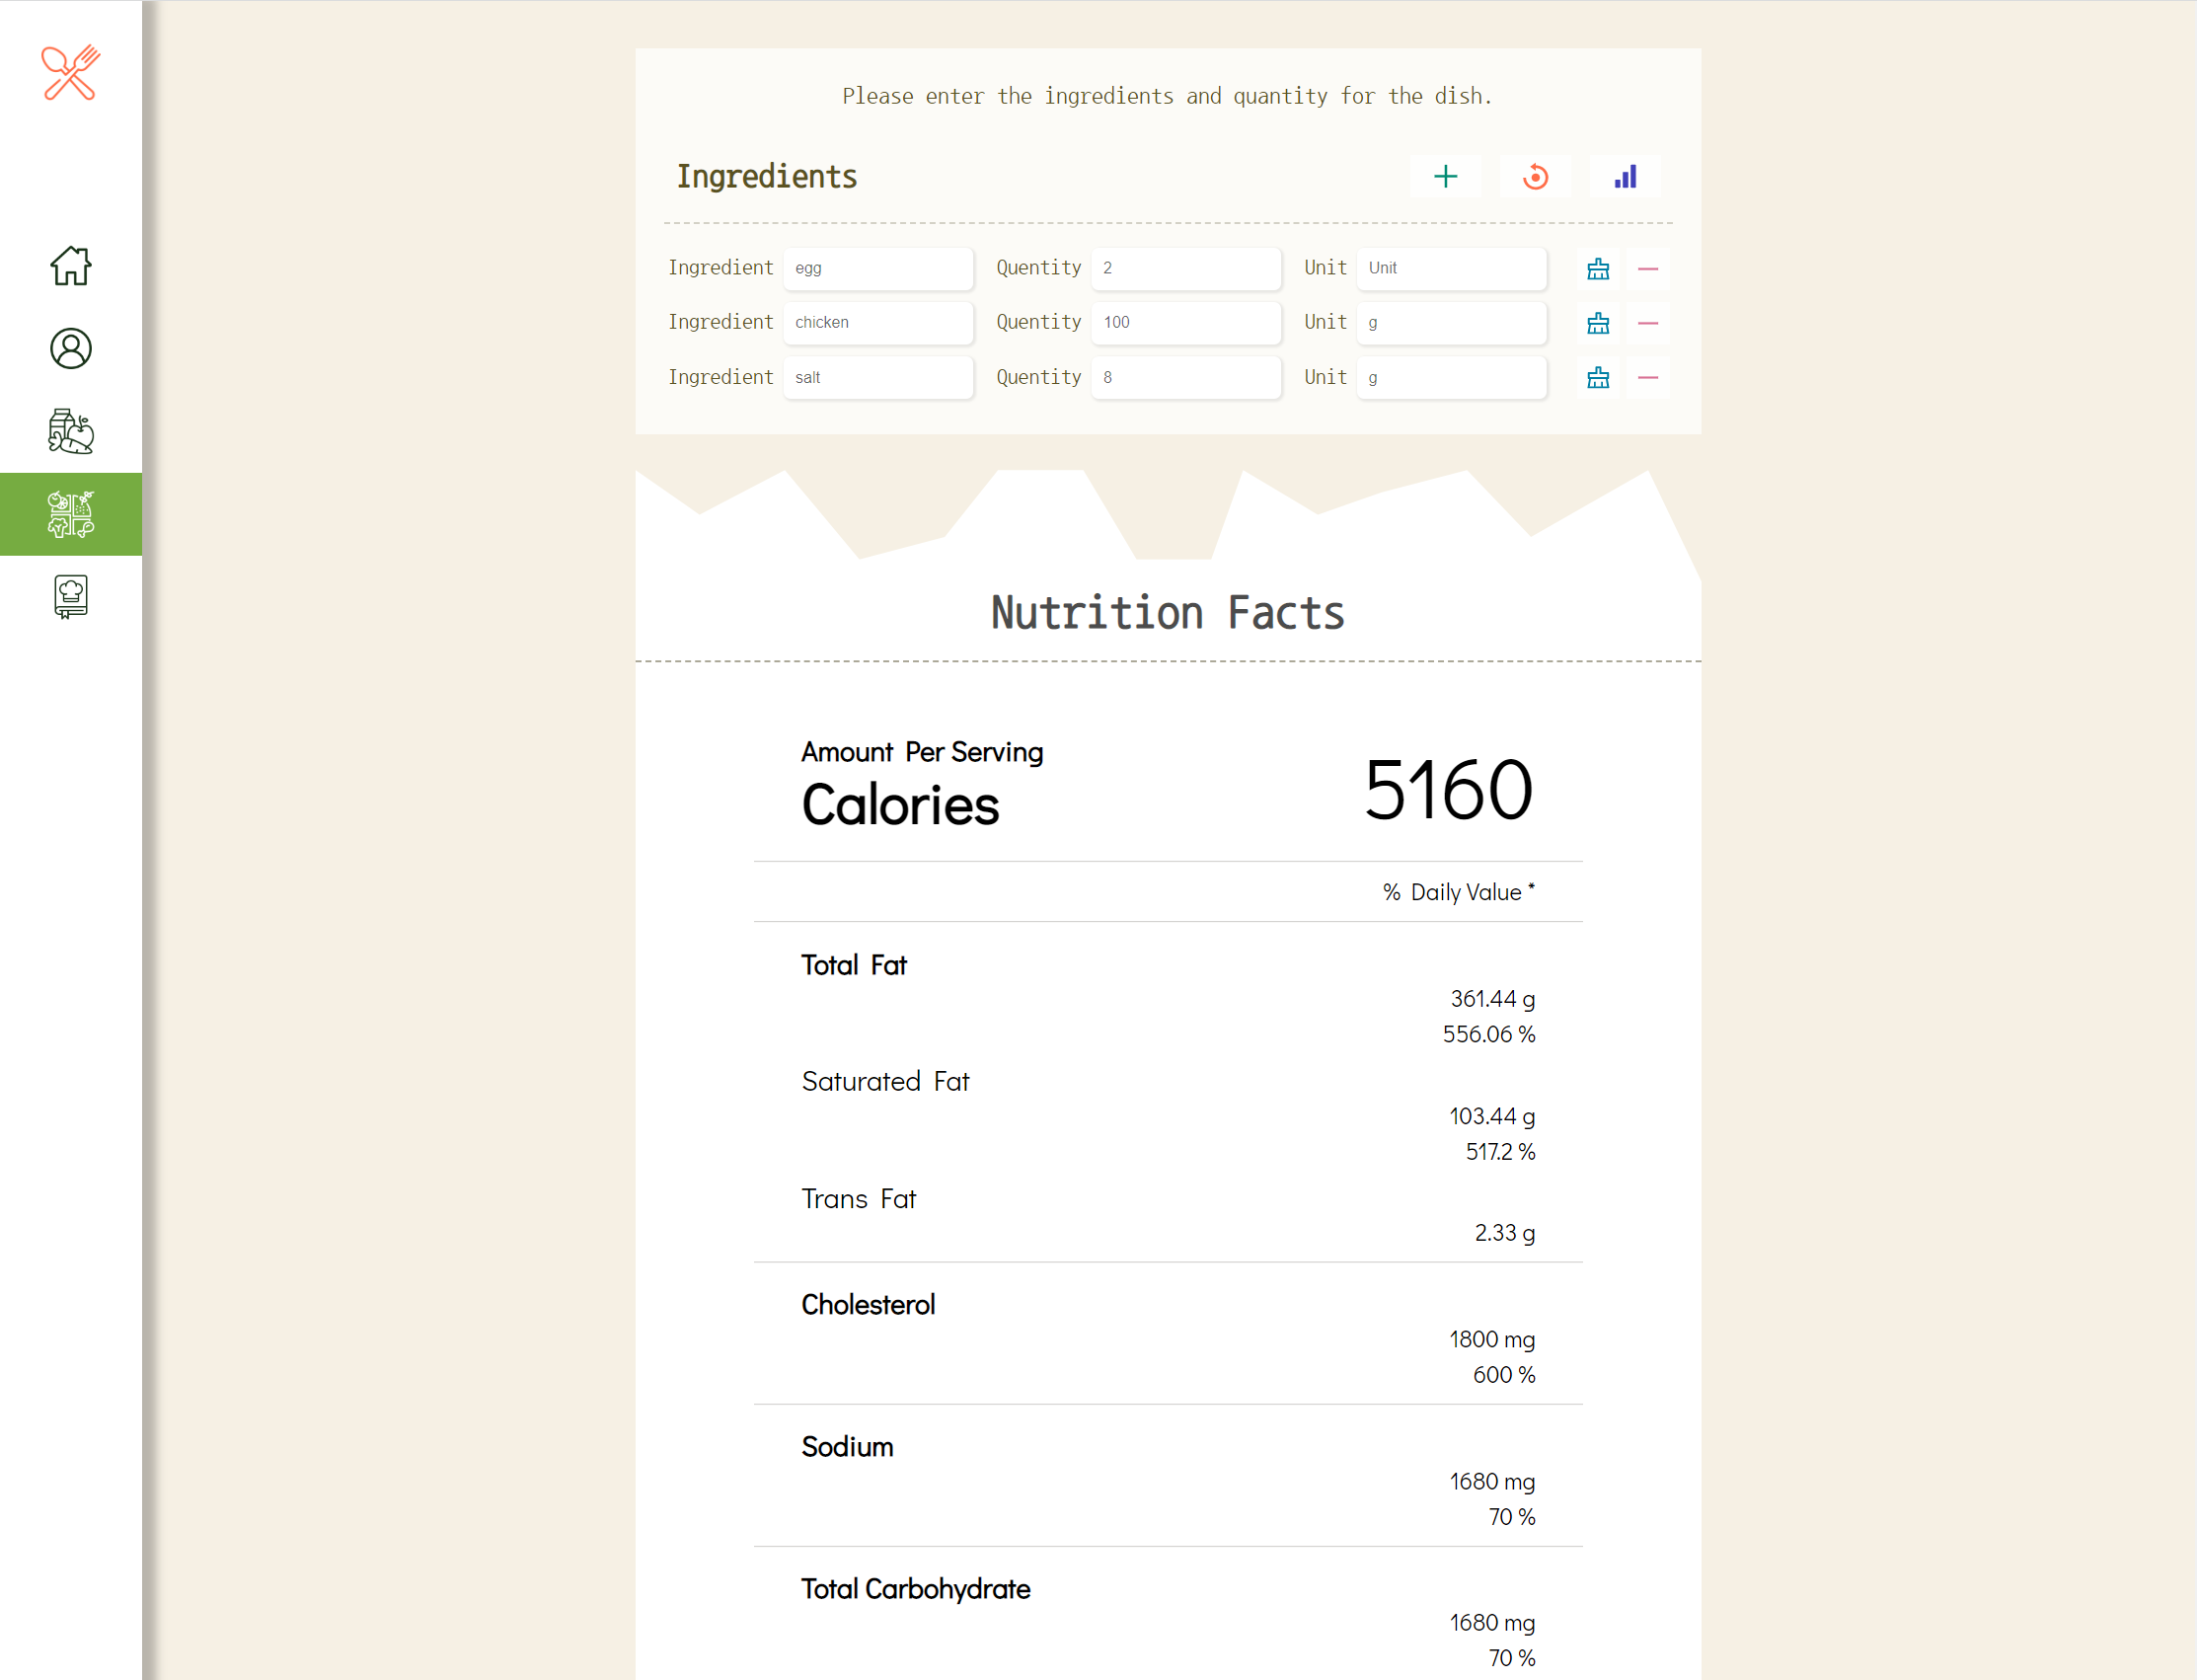 Please enter the ingredients and quantity for the dish.
Ingredients
Ingredient egg Quentity 2 Unit Unit
Ingredient chicken Quentity 100 Unit g
Ingredient salt Quentity 8 Unit g
Nutrition Facts
Amount Per Serving
Calories 5160
% Daily Value *
Total Fat
361.44 g
556.06 %
Saturated Fat
103.44 g
517.2 %
Trans Fat
2.33 g
Cholesterol
1800 mg
600 %
Sodium
1680 mg
70 %
Total Carbohydrate
1680 mg
70 %